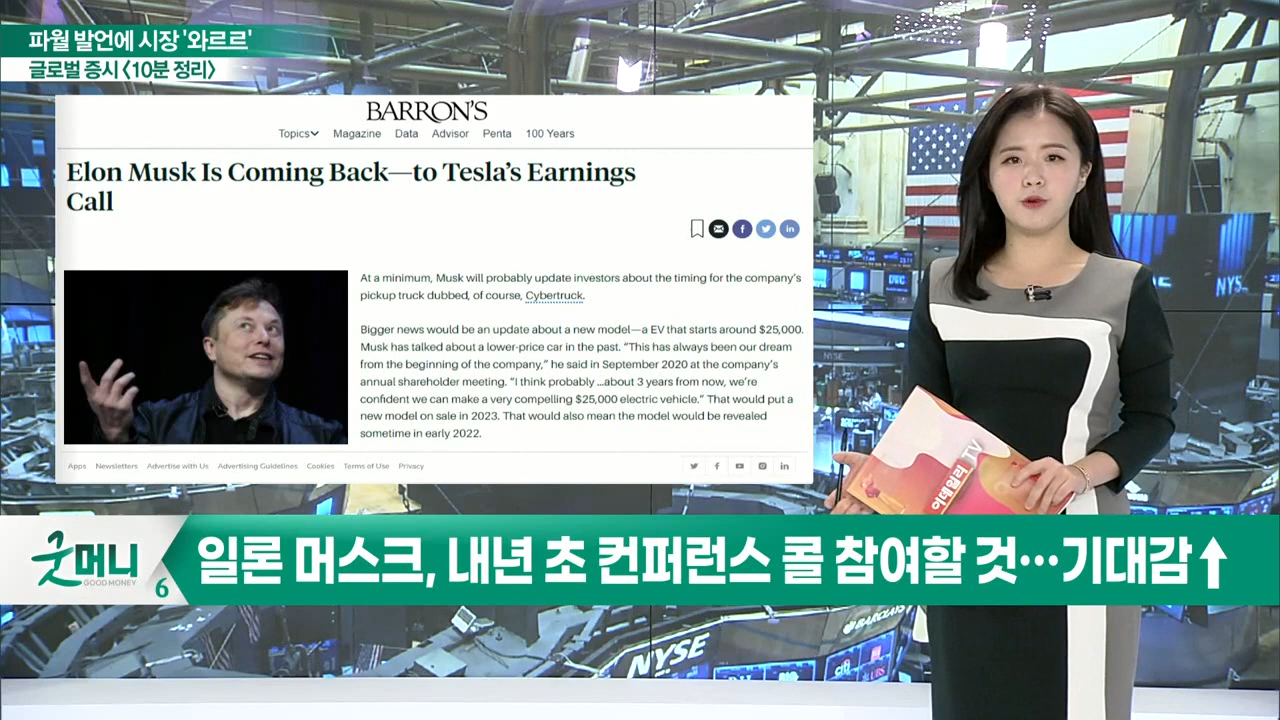 파월 발언에 시장 '와르르'
글로벌 증시 <10분 정리>
BARRON'S
Topics Magazine Data Advisor Penta 100 Years
Elon Musk Is Coming Back—to Tesla's Earnings
Call
At a minimum, Musk will probably update investors about the timing for the company's
pickup truck dubbed, of course, Cybertruck.
Bigger news would be an update about a new model—a EV that starts around $25,000.
Musk has talked about a lower-price car in the past. "This has always been our dream
from the beginning of the company," he said in September 2020 at the company's
annual shareholder meeting. "I think probably ...about 3 years from now, we're
confident we can make a very compelling $25,000 electric vehicle." That would put a
new model on sale in 2023. That would also mean the model would be revealed
sometime in early 2022.
Apps Newsletters Advertise with Us Advertising Guidelines Cookies Terms of Use Privacy
NYS
NYSE
이데일리 TV
굿머니
GOOD MONEY
6
일론 머스크, 내년 초 컨퍼런스 콜 참여할 것…기대감↑
BARCLAYS
NYSE
citi